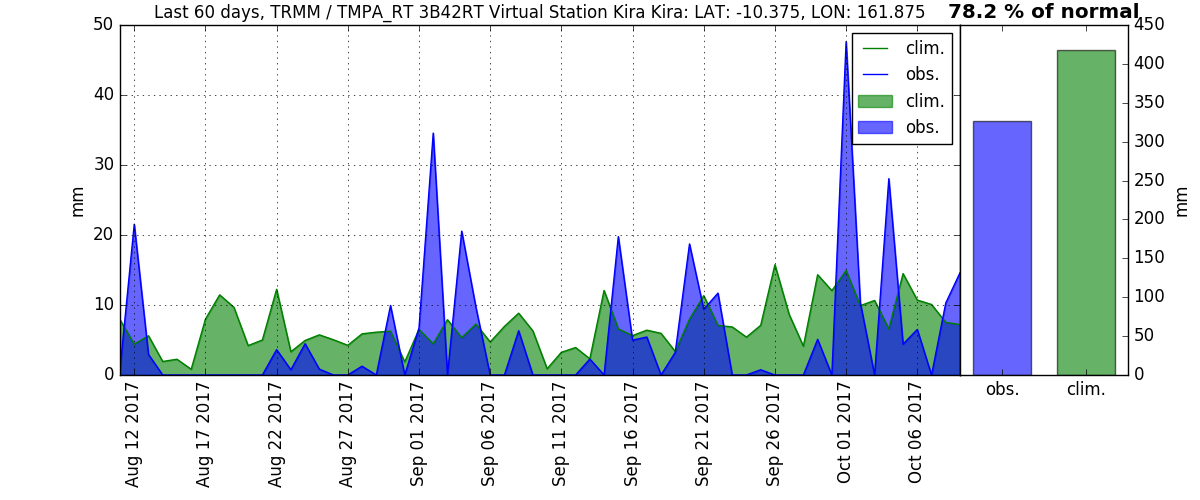 Last 60 days, TRMM / TMPA_RT 3B42RT Virtual Station Kira Kira: LAT: -10.375, LON: 161.875
78.2 % of normal
50
40
30
20
10
0
mm
clim.
obs.
clim.
obs.
Aug 12 2017
Aug 17 2017
Aug 22 2017
Aug 27 2017
Sep 01 2017
Sep 06 2017
Sep 11 2017
Sep 16 2017
Sep 21 2017
Sep 26 2017
Oct 01 2017
Oct 06 2017
450
400
350
300
250
200
150
100
50
0
mm
obs.
clim.